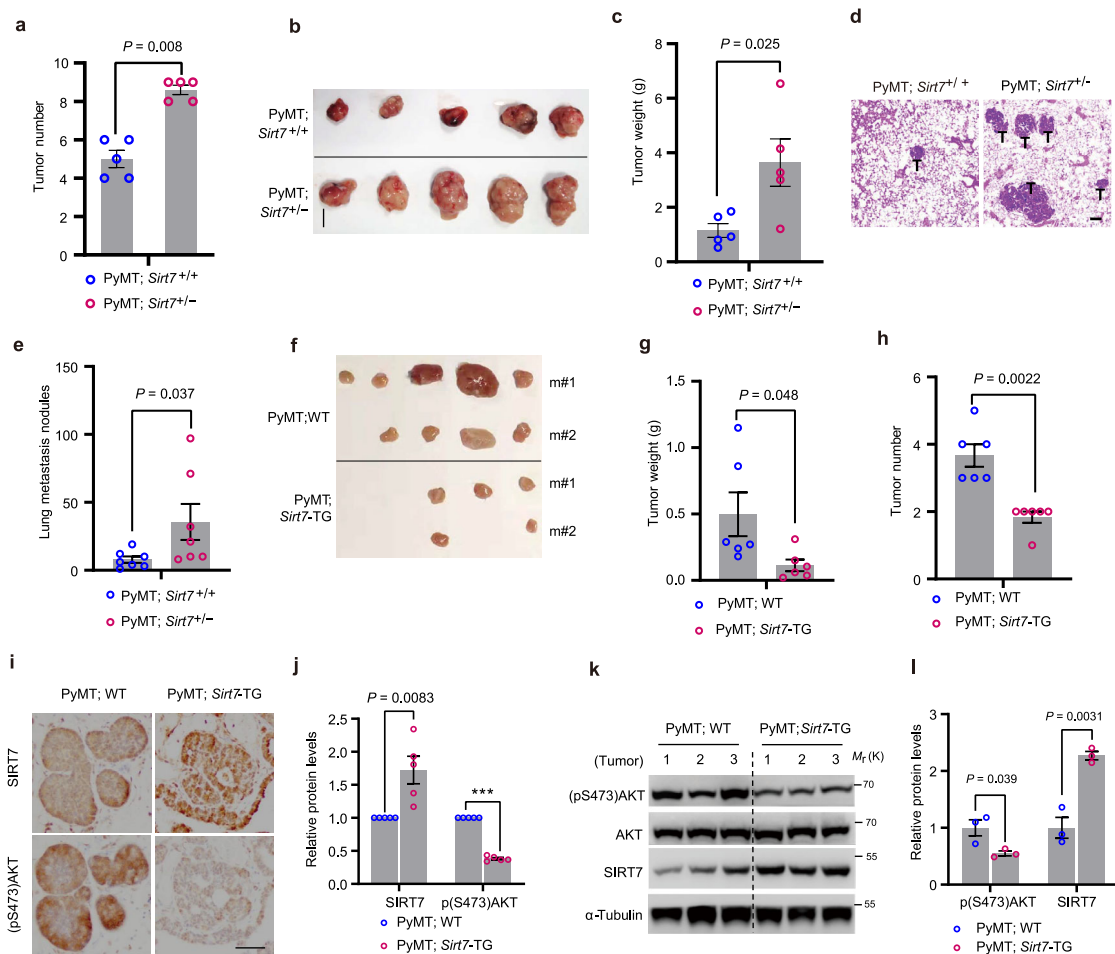 a
P = 0.008
Tumor number
10
8
6
4
2
0
PyMT; Sirt7+/+
PyMT; Sirt7+/−
b
PyMT;
Sirt7+/+
PyMT;
Sirt7+/−
c
P = 0.025
Tumor weight (g)
8
6
4
2
0
PyMT; Sirt7+/+
PyMT; Sirt7+/−
d
PyMT; Sirt7+/+
PyMT; Sirt7+/−
T
T
T
T
T
T
e
P = 0.037
Lung metastasis nodules
150
100
50
0
PyMT; Sirt7+/+
PyMT; Sirt7+/−
f
PyMT;WT
m#1
m#2
PyMT;
Sirt7-TG
m#1
m#2
g
P = 0.048
Tumor weight (g)
1.5
1.0
0.5
0.0
PyMT; WT
PyMT; Sirt7-TG
h
P = 0.0022
Tumor number
6
4
2
0
PyMT; WT
PyMT; Sirt7-TG
i
PyMT; WT
PyMT; Sirt7-TG
SIRT7
(pS473)AKT
j
P = 0.0083
***
Relative protein levels
2.5
2.0
1.5
1.0
0.5
0.0
SIRT7
p(S473)AKT
PyMT; WT
PyMT; Sirt7-TG
k
PyMT; WT
PyMT;Sirt7-TG
(Tumor)
1 2 3 1 2 3
Mr (K)
(pS473)AKT
70
AKT
70
SIRT7
55
α-Tubulin
55
l
P = 0.0031
P = 0.039
Relative protein levels
3
2
1
0
p(S473)AKT
SIRT7
PyMT; WT
PyMT; Sirt7-TG